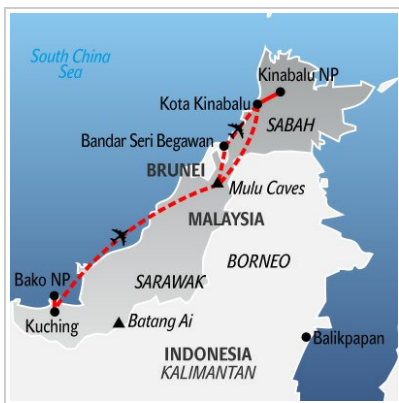 South China
Sea
Kinabalu NP
Kota Kinabalu
SABAH
Bandar Seri Begawan
BRUNEI
Mulu Caves
MALAYSIA
BORNEO
Bako NP
SARAWAK
Kuching
Batang Ai
Balikpapan
INDONESIA
KALIMANTAN